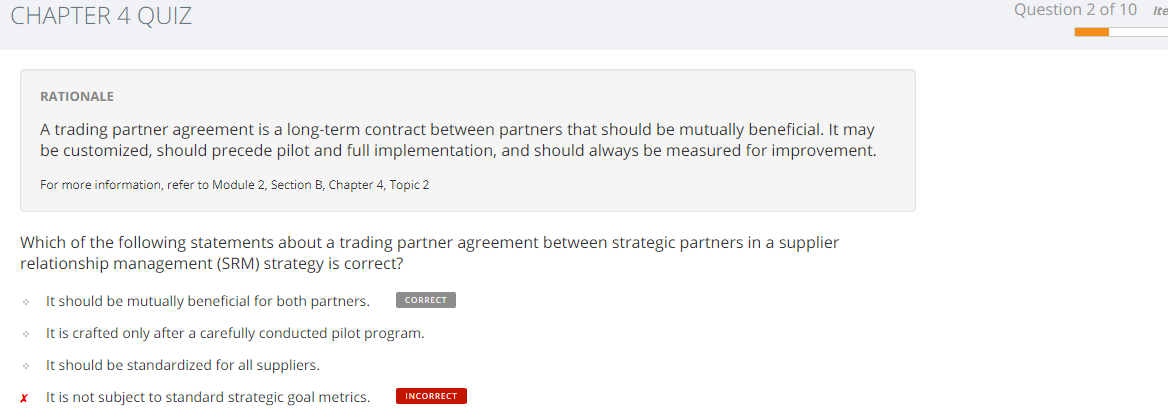 CHAPTER 4 QUIZ
Question 2 of 10 Ite
RATIONALE
A trading partner agreement is a long-term contract between partners that should be mutually beneficial. It may
be customized, should precede pilot and full implementation, and should always be measured for improvement.
For more information, refer to Module 2, Section B, Chapter 4, Topic 2
Which of the following statements about a trading partner agreement between strategic partners in a supplier
relationship management (SRM) strategy is correct?
It should be mutually beneficial for both partners. CORRECT
It is crafted only after a carefully conducted pilot program.
It should be standardized for all suppliers.
✗ It is not subject to standard strategic goal metrics. INCORRECT